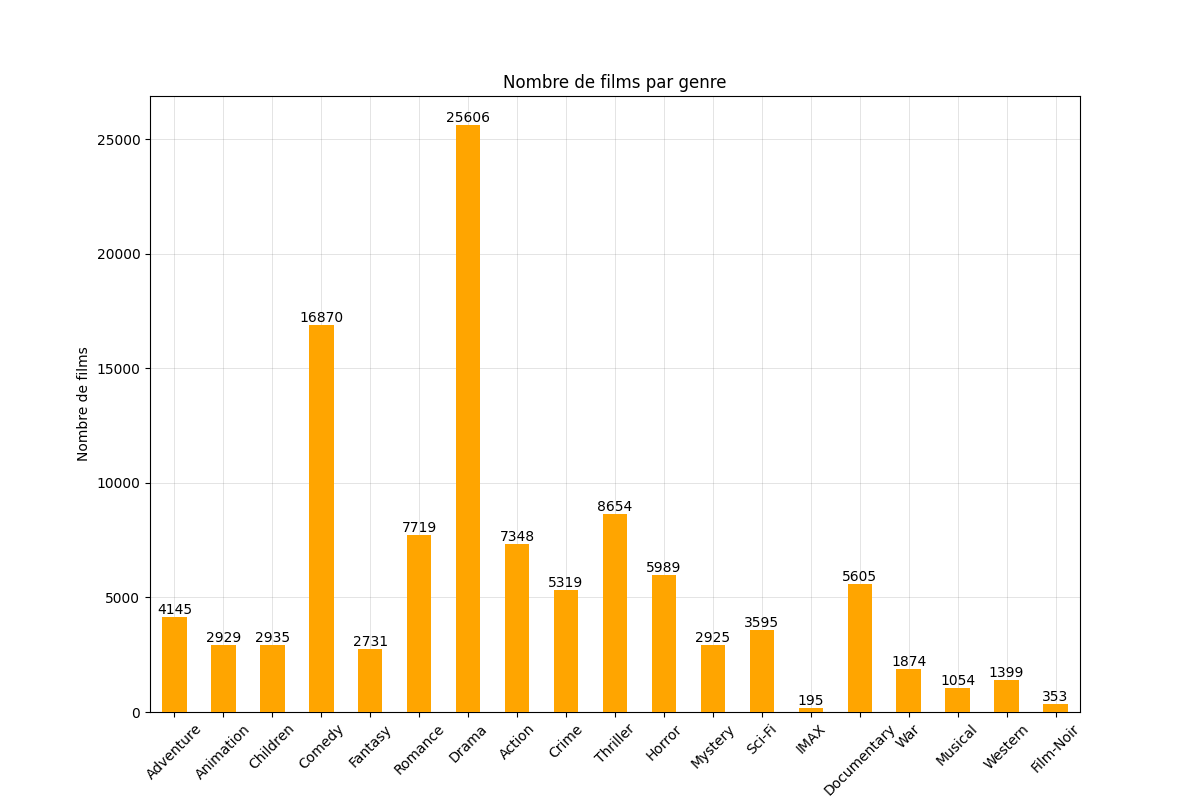 Nombre de films par genre
Nombre de films
25000
20000
15000
10000
5000
0
4145
2929
2935
16870
2731
7719
25606
7348
5319
8654
5989
2925
3595
195
5605
1874
1054
1399
353
Adventure
Animation
Children
Comedy
Fantasy
Romance
Drama
Action
Crime
Thriller
Horror
Mystery
Sci-Fi
IMAX
Documentary
War
Musical
Western
Film-Noir